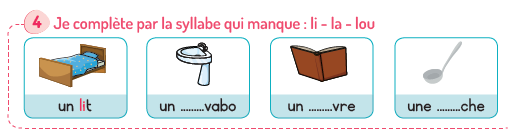 4 Je complète par la syllabe qui manque : li - la - lou
un lit un .........vabo un .........vre une .........che